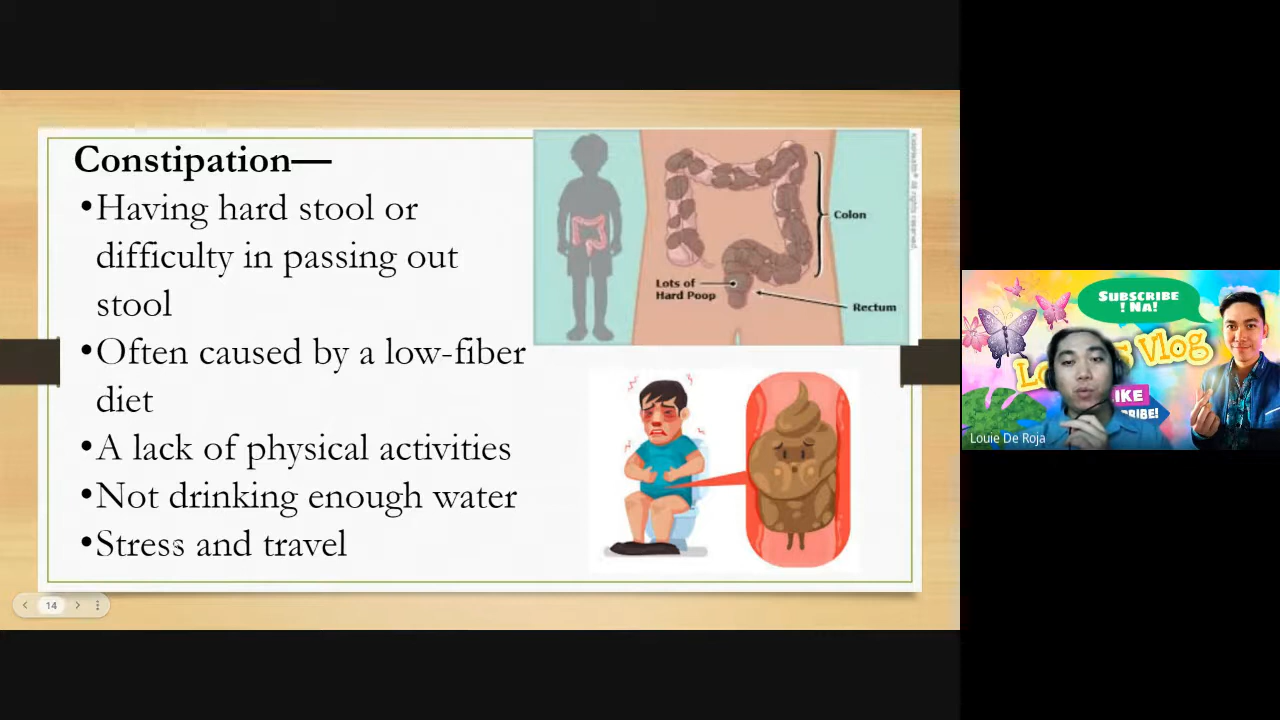 Constipation—
•Having hard stool or
difficulty in passing out
stool
•Often caused by a low-fiber
diet
•A lack of physical activities
•Not drinking enough water
•Stress and travel
Colon
Lots of
Hard Poop
Rectum
14
SUBSCRIBE
! NA!
Vlog
Louie De Roja